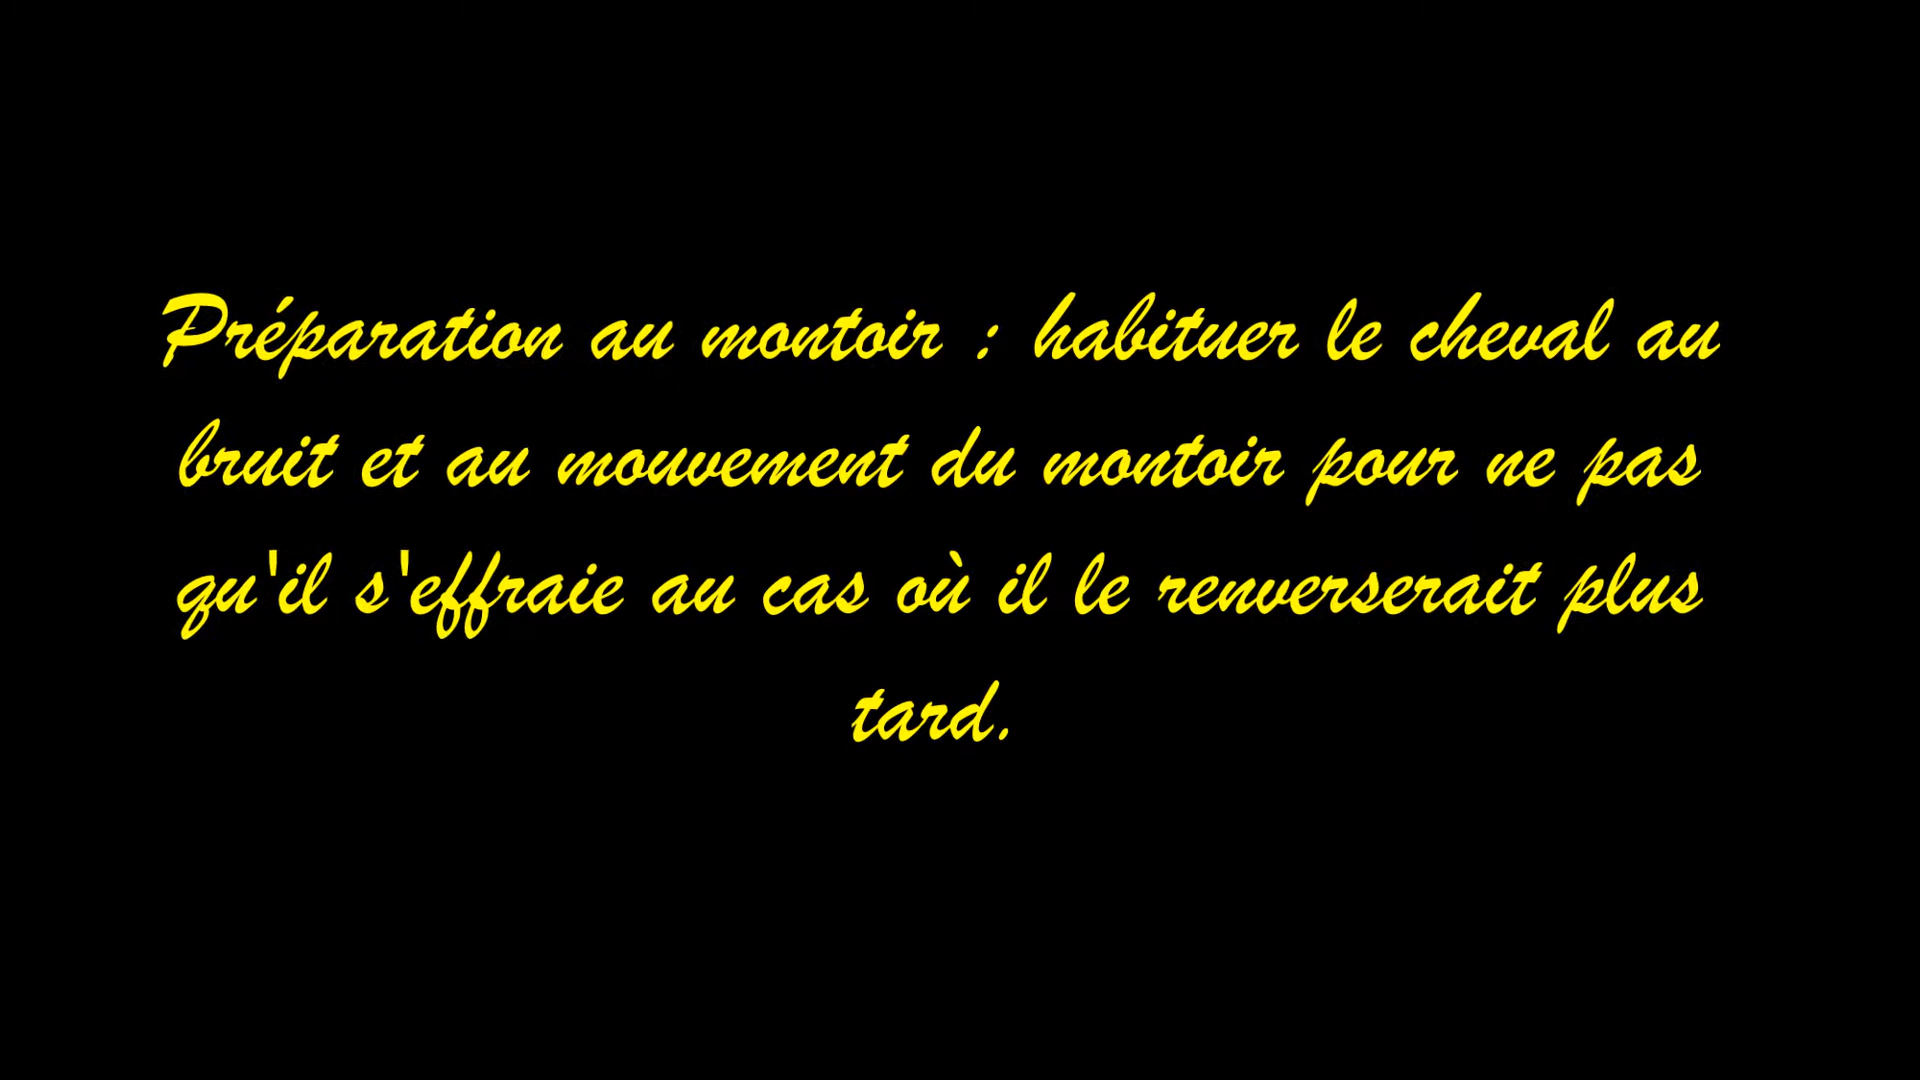 Préparation au montoir : habituer le cheval au
bruit et au mouvement du montoir pour ne pas
qu'il s'effraie au cas où il le renverserait plus
tard.